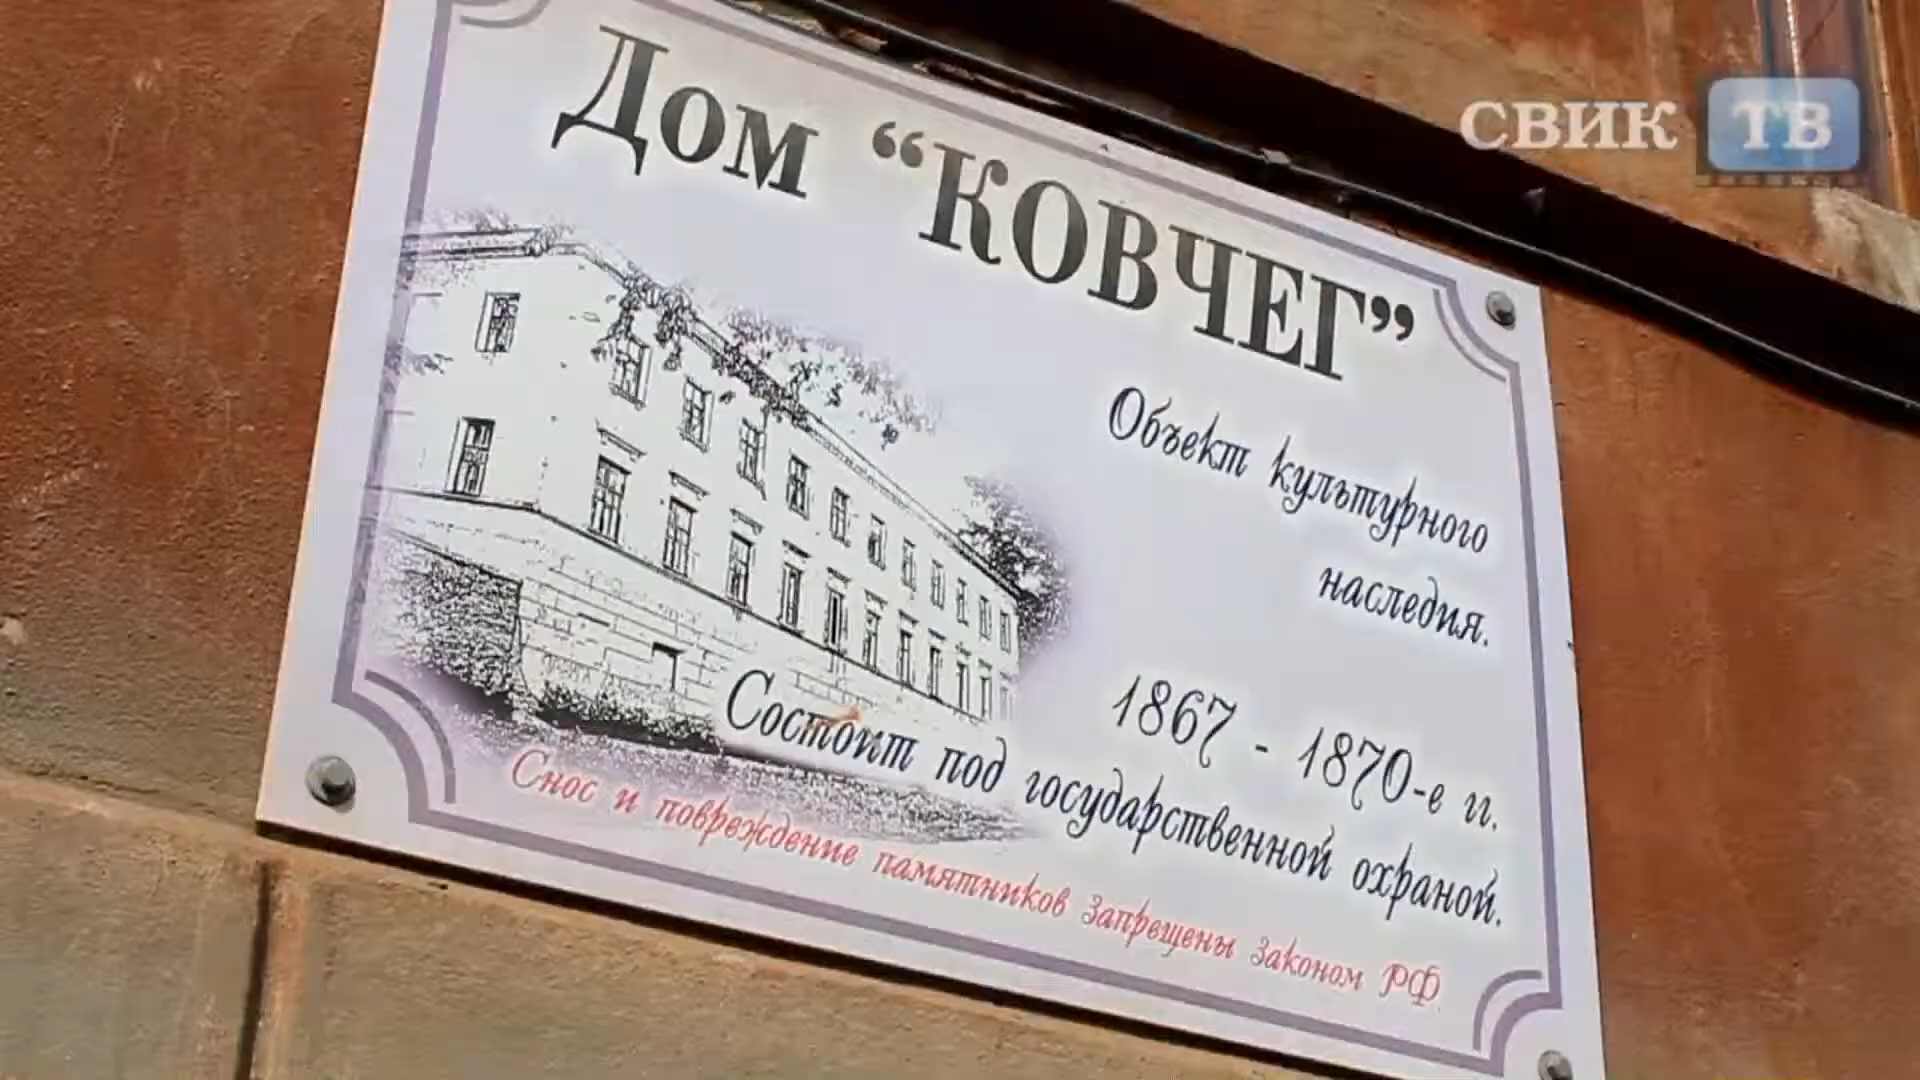 СВИК ТВ
Дом “КОВЧЕГ”
Объект культурного
наследия.
1867 - 1870-е гг.
Состоит под государственной охраной.
Снос и повреждение памятников запрещены законом РФ